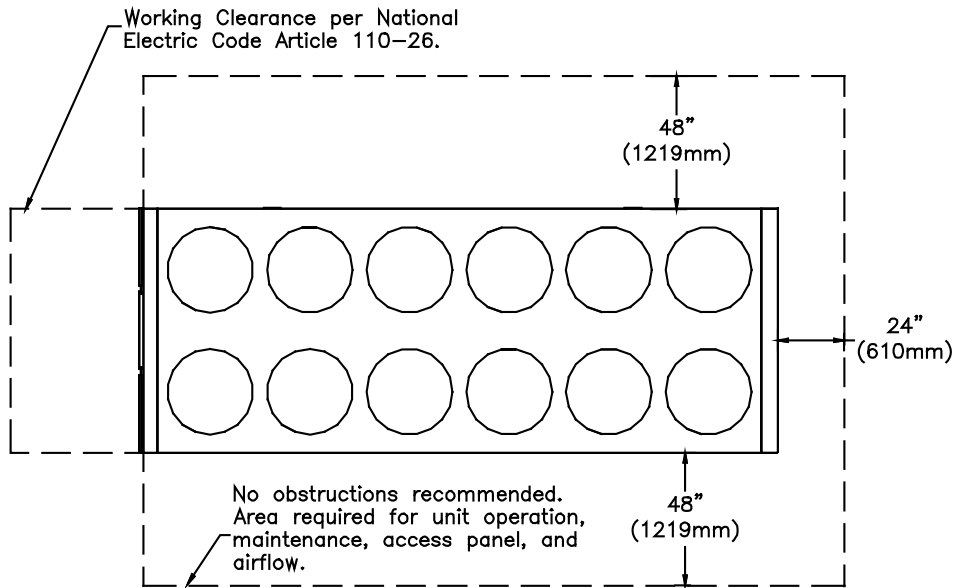 Working Clearance per National
Electric Code Article 110-26.
48"
(1219mm)
24"
(610mm)
No obstructions recommended.
Area required for unit operation,
maintenance, access panel, and
airflow.
48"
(1219mm)